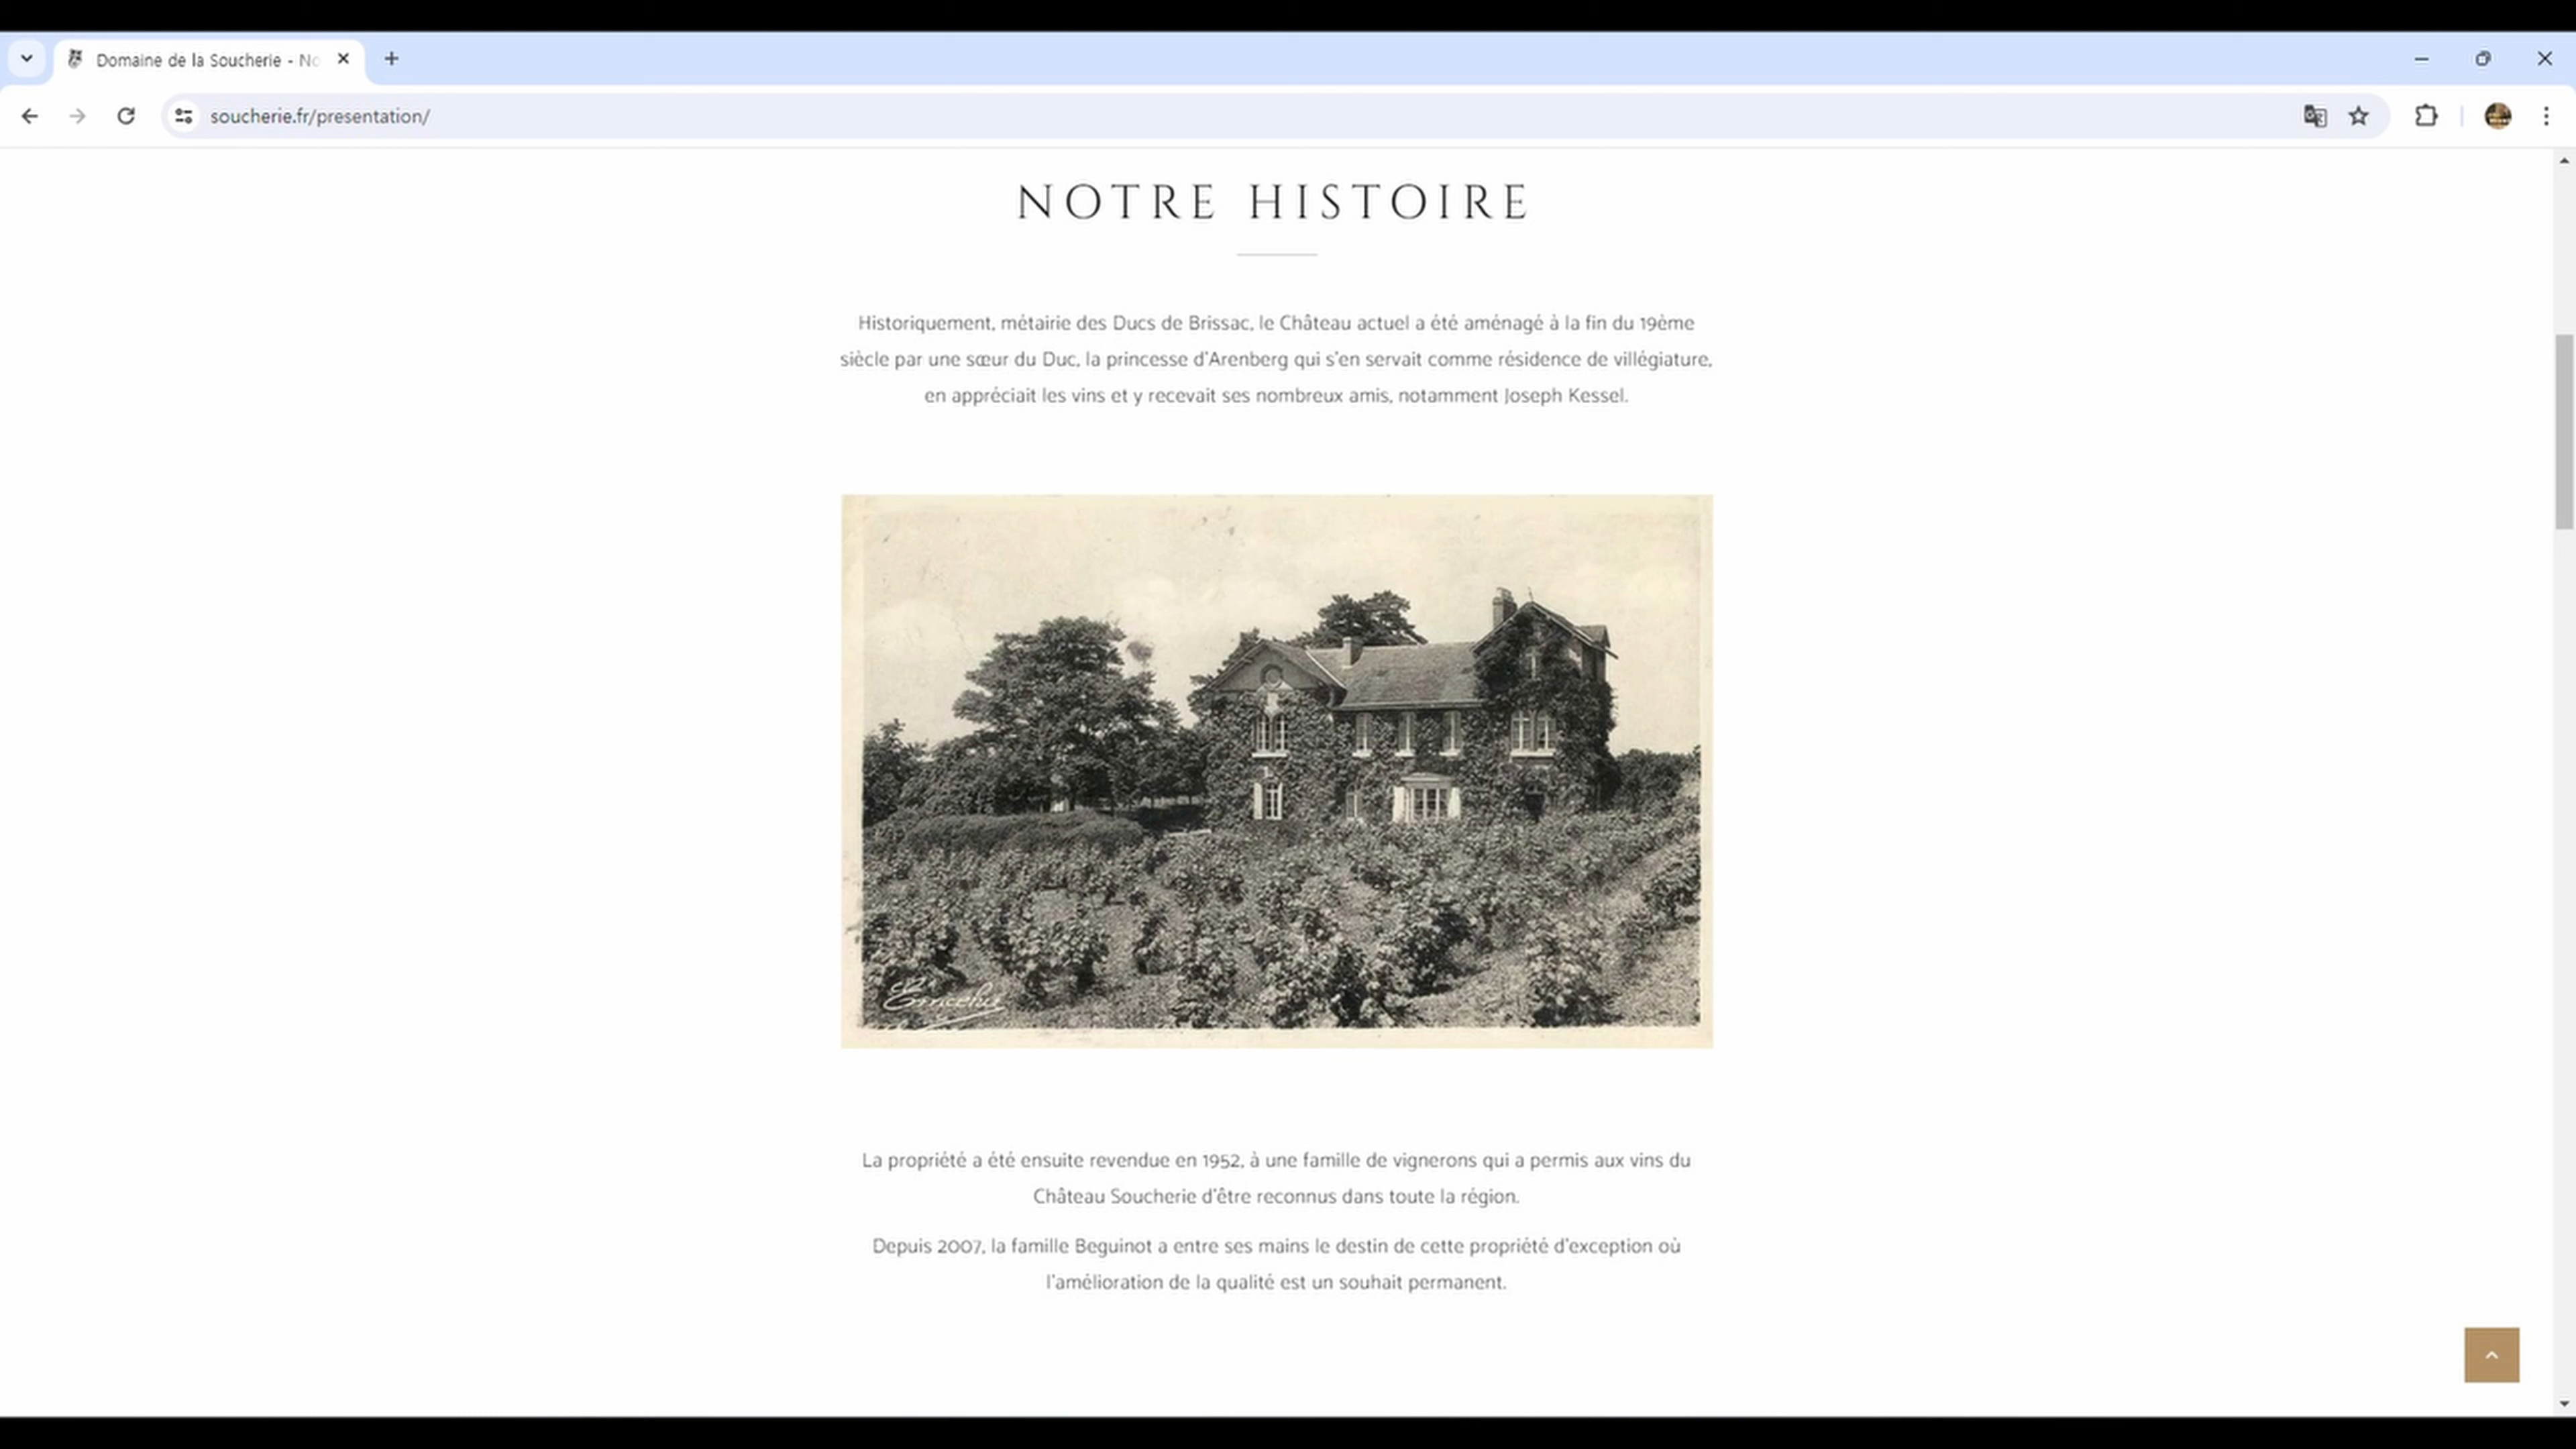 Domaine de la Soucherie - No
soucherie.fr/presentation/
NOTRE HISTOIRE
Historiquement, métairie des Ducs de Brissac, le Château actuel a été aménagé à la fin du 19ème
siècle par une sœur du Duc, la princesse d'Arenberg qui s'en servait comme résidence de villégiature,
en appréciait les vins et y recevait ses nombreux amis, notamment Joseph Kessel.
La propriété a été ensuite revendue en 1952, à une famille de vignerons qui a permis aux vins du
Château Soucherie d'être reconnus dans toute la région.
Depuis 2007, la famille Beguinot a entre ses mains le destin de cette propriété d'exception où
l'amélioration de la qualité est un souhait permanent.